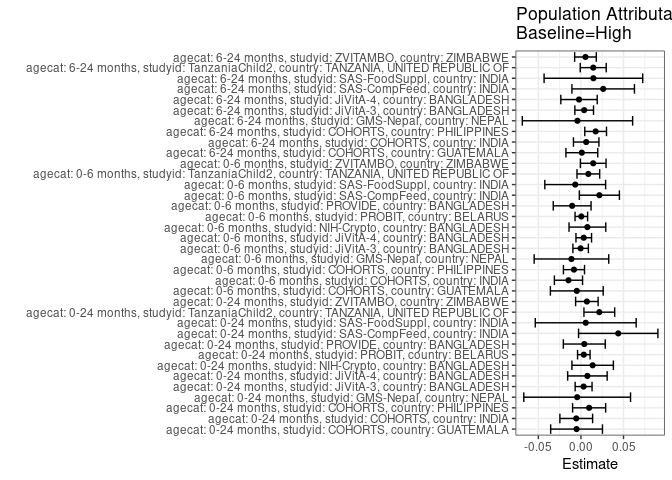 Population Attributa
Baseline=High
agecat: 6-24 months, studyid: ZVITAMBO, country: ZIMBABWE
agecat: 6-24 months, studyid: TanzaniaChild2, country: TANZANIA, UNITED REPUBLIC OF
agecat: 6-24 months, studyid: SAS-FoodSuppl, country: INDIA
agecat: 6-24 months, studyid: SAS-CompFeed, country: INDIA
agecat: 6-24 months, studyid: JiVitA-4, country: BANGLADESH
agecat: 6-24 months, studyid: JiVitA-3, country: BANGLADESH
agecat: 6-24 months, studyid: GMS-Nepal, country: NEPAL
agecat: 6-24 months, studyid: COHORTS, country: PHILIPPINES
agecat: 6-24 months, studyid: COHORTS, country: INDIA
agecat: 6-24 months, studyid: COHORTS, country: GUATEMALA
agecat: 0-6 months, studyid: ZVITAMBO, country: ZIMBABWE
agecat: 0-6 months, studyid: TanzaniaChild2, country: TANZANIA, UNITED REPUBLIC OF
agecat: 0-6 months, studyid: SAS-FoodSuppl, country: INDIA
agecat: 0-6 months, studyid: SAS-CompFeed, country: INDIA
agecat: 0-6 months, studyid: PROVIDE, country: BANGLADESH
agecat: 0-6 months, studyid: PROBIT, country: BELARUS
agecat: 0-6 months, studyid: NIH-Crypto, country: BANGLADESH
agecat: 0-6 months, studyid: JiVitA-4, country: BANGLADESH
agecat: 0-6 months, studyid: JiVitA-3, country: BANGLADESH
agecat: 0-6 months, studyid: GMS-Nepal, country: NEPAL
agecat: 0-6 months, studyid: COHORTS, country: PHILIPPINES
agecat: 0-6 months, studyid: COHORTS, country: INDIA
agecat: 0-6 months, studyid: COHORTS, country: GUATEMALA
agecat: 0-24 months, studyid: ZVITAMBO, country: ZIMBABWE
agecat: 0-24 months, studyid: TanzaniaChild2, country: TANZANIA, UNITED REPUBLIC OF
agecat: 0-24 months, studyid: SAS-FoodSuppl, country: INDIA
agecat: 0-24 months, studyid: SAS-CompFeed, country: INDIA
agecat: 0-24 months, studyid: PROVIDE, country: BANGLADESH
agecat: 0-24 months, studyid: PROBIT, country: BELARUS
agecat: 0-24 months, studyid: NIH-Crypto, country: BANGLADESH
agecat: 0-24 months, studyid: JiVitA-4, country: BANGLADESH
agecat: 0-24 months, studyid: JiVitA-3, country: BANGLADESH
agecat: 0-24 months, studyid: GMS-Nepal, country: NEPAL
agecat: 0-24 months, studyid: COHORTS, country: PHILIPPINES
agecat: 0-24 months, studyid: COHORTS, country: INDIA
agecat: 0-24 months, studyid: COHORTS, country: GUATEMALA
-0.05 0.00 0.05
Estimate